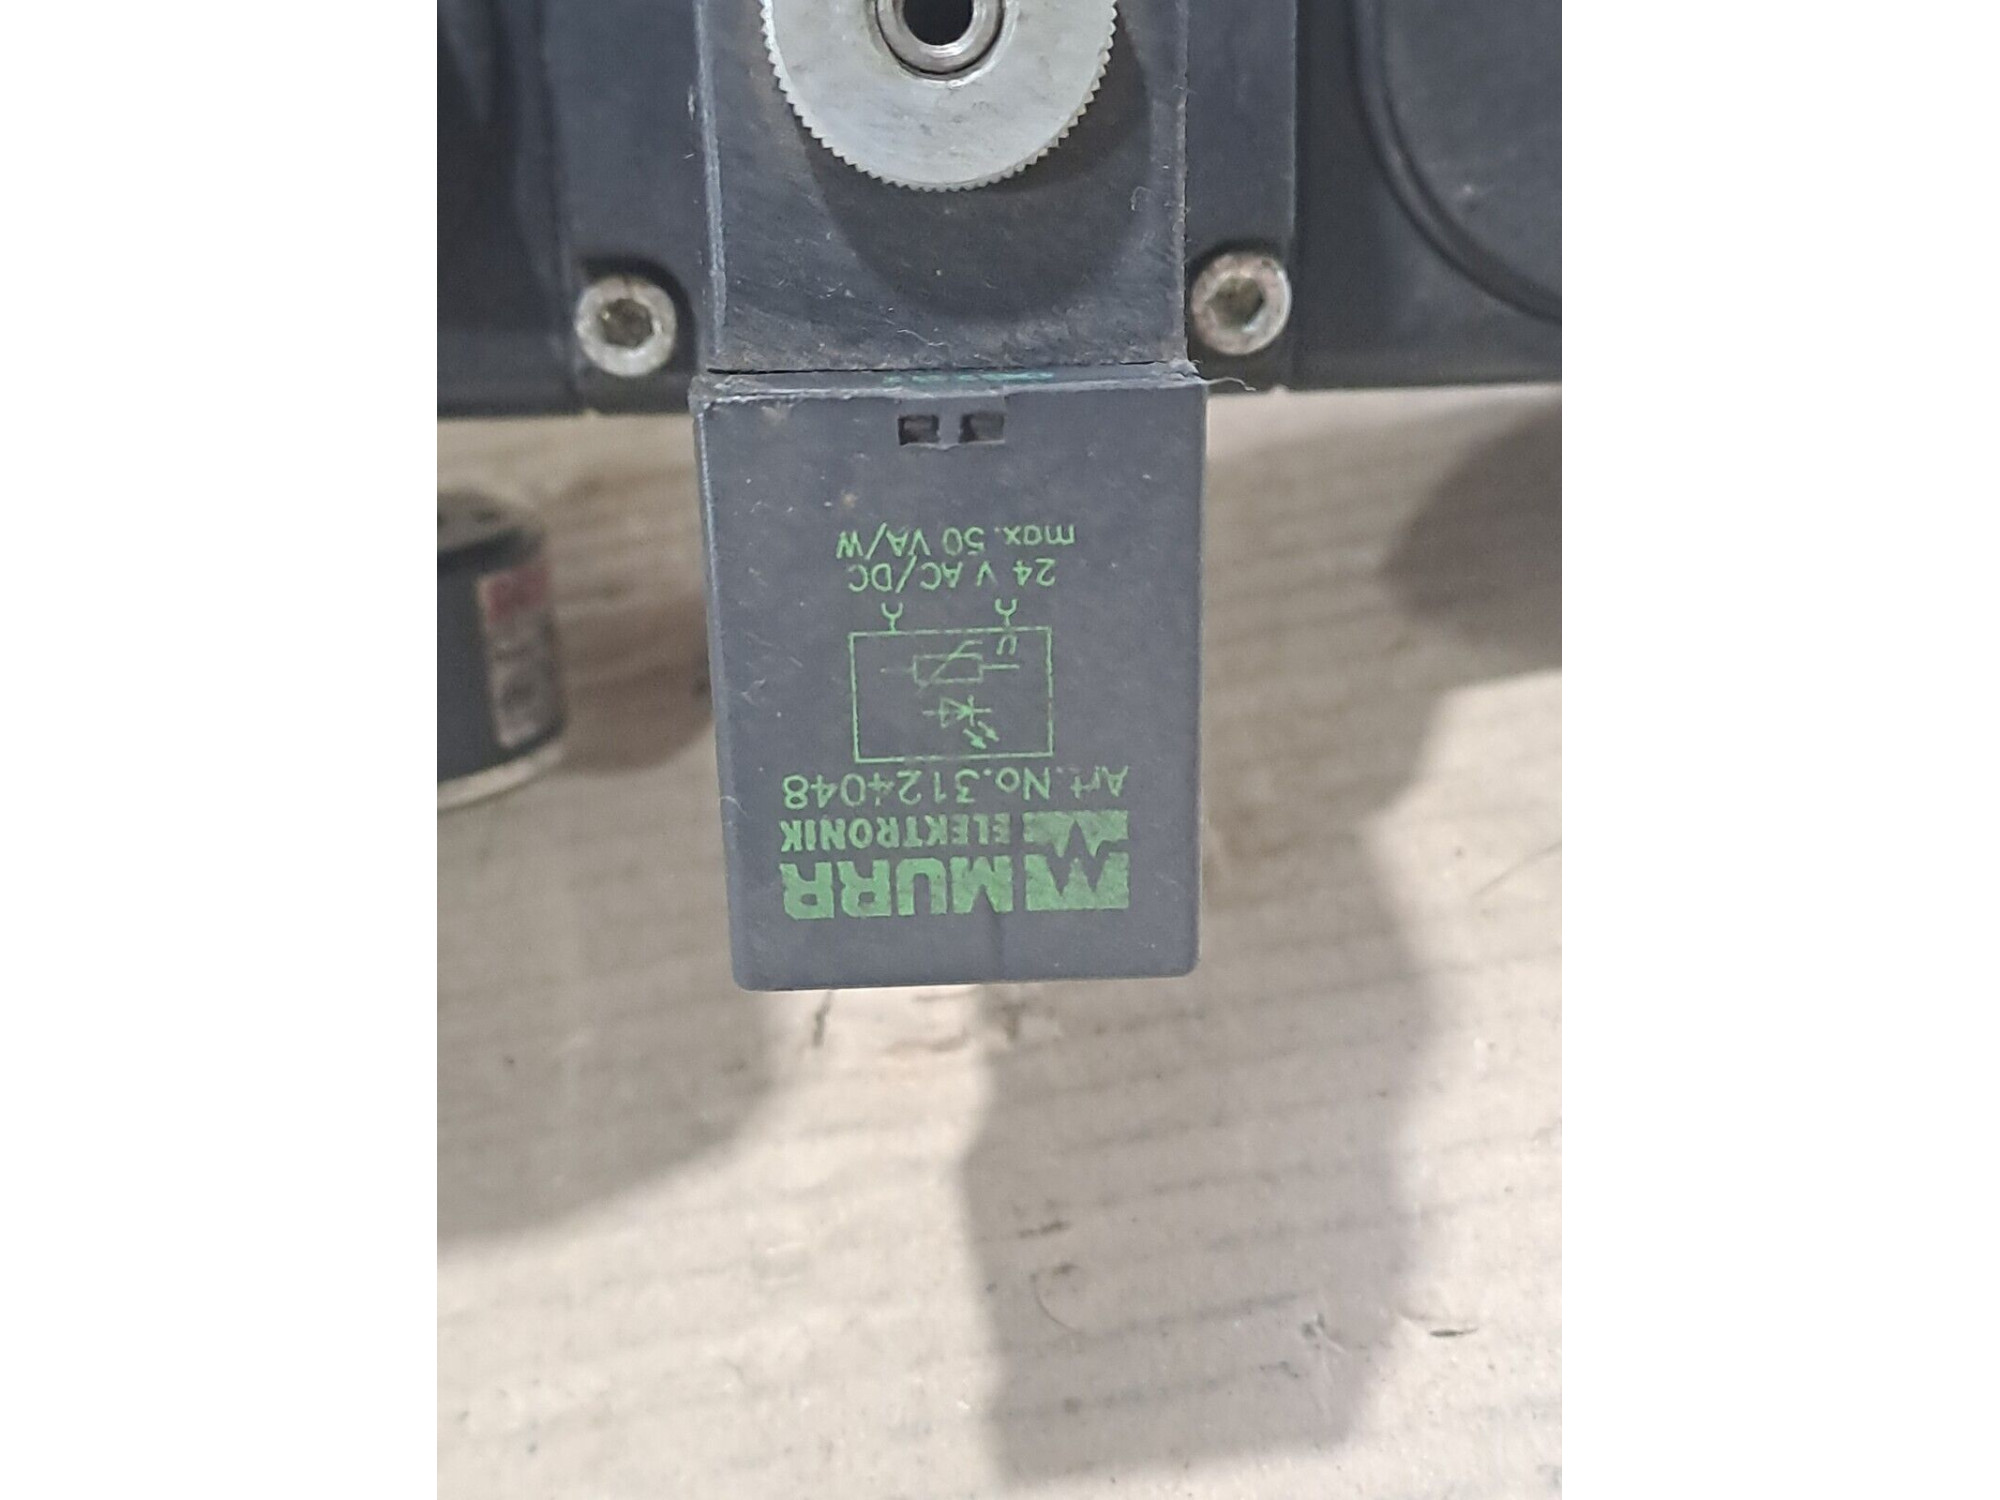 MURR
ELEKTRONIK
Art.No.3124048
U
24 V AC/DC
max. 50 VA/W